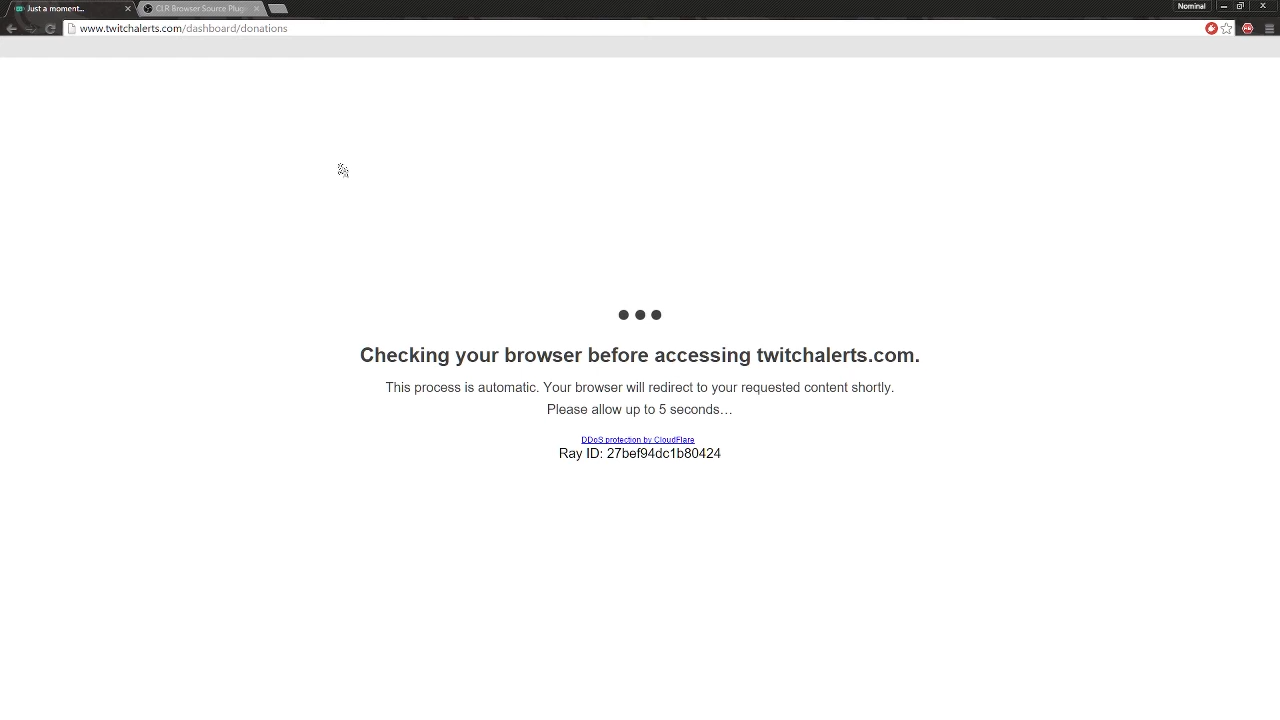 Just a moment...
CLR Browser Source Plug
Nominal
www.twitchalerts.com/dashboard/donations
Checking your browser before accessing twitchalerts.com.
This process is automatic. Your browser will redirect to your requested content shortly.
Please allow up to 5 seconds…
DDoS protection by CloudFlare
Ray ID: 27bef94dc1b80424